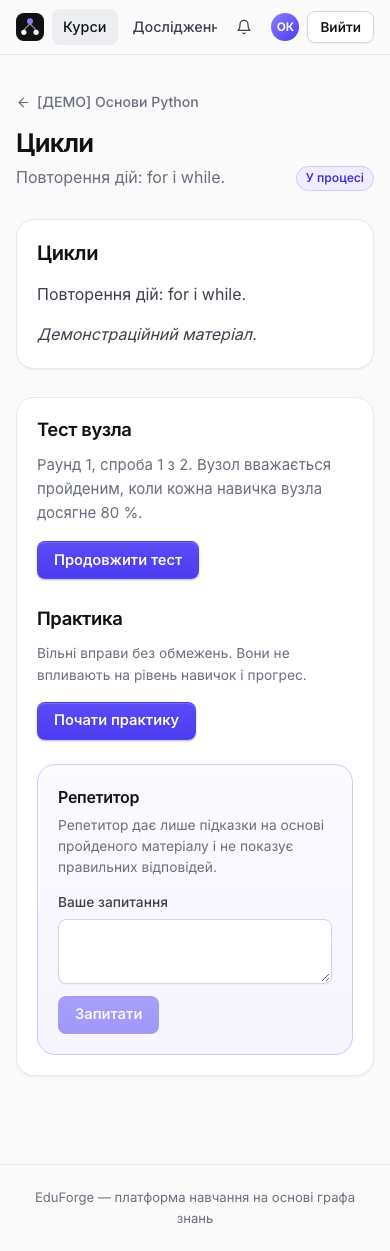 Курси
Дослідженн
ОК
Вийти
← [ДЕМО] Основи Python
Цикли
Повторення дій: for і while.
У процесі
Цикли
Повторення дій: for і while.
Демонстраційний матеріал.
Тест вузла
Раунд 1, спроба 1 з 2. Вузол вважається
пройденим, коли кожна навичка вузла
досягне 80 %.
Продовжити тест
Практика
Вільні вправи без обмежень. Вони не
впливають на рівень навичок і прогрес.
Почати практику
Репетитор
Репетитор дає лише підказки на основі
пройденого матеріалу і не показує
правильних відповідей.
Ваше запитання
Запитати
EduForge — платформа навчання на основі графа
знань